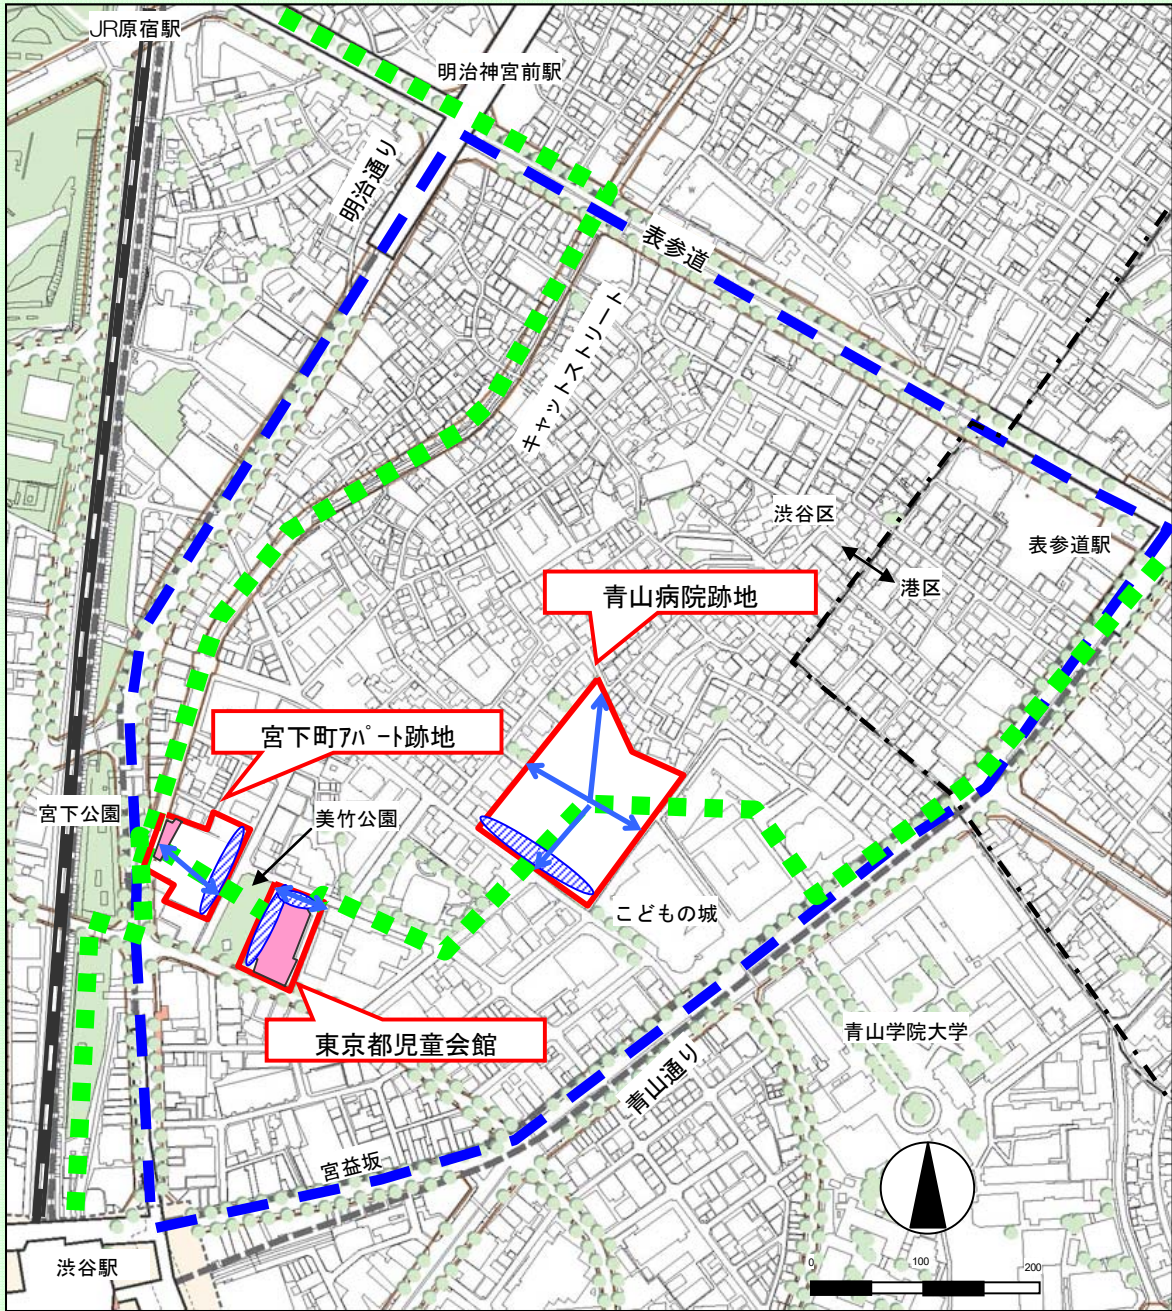 JR原宿駅
明治神宮前駅
明治通り
表参道
キャットストリート
渋谷区
表参道駅
港区
青山病院跡地
宮下町アパート跡地
宮下公園
美竹公園
こどもの城
青山学院大学
東京都児童会館
青山通り
宮益坂
渋谷駅
0 100 200